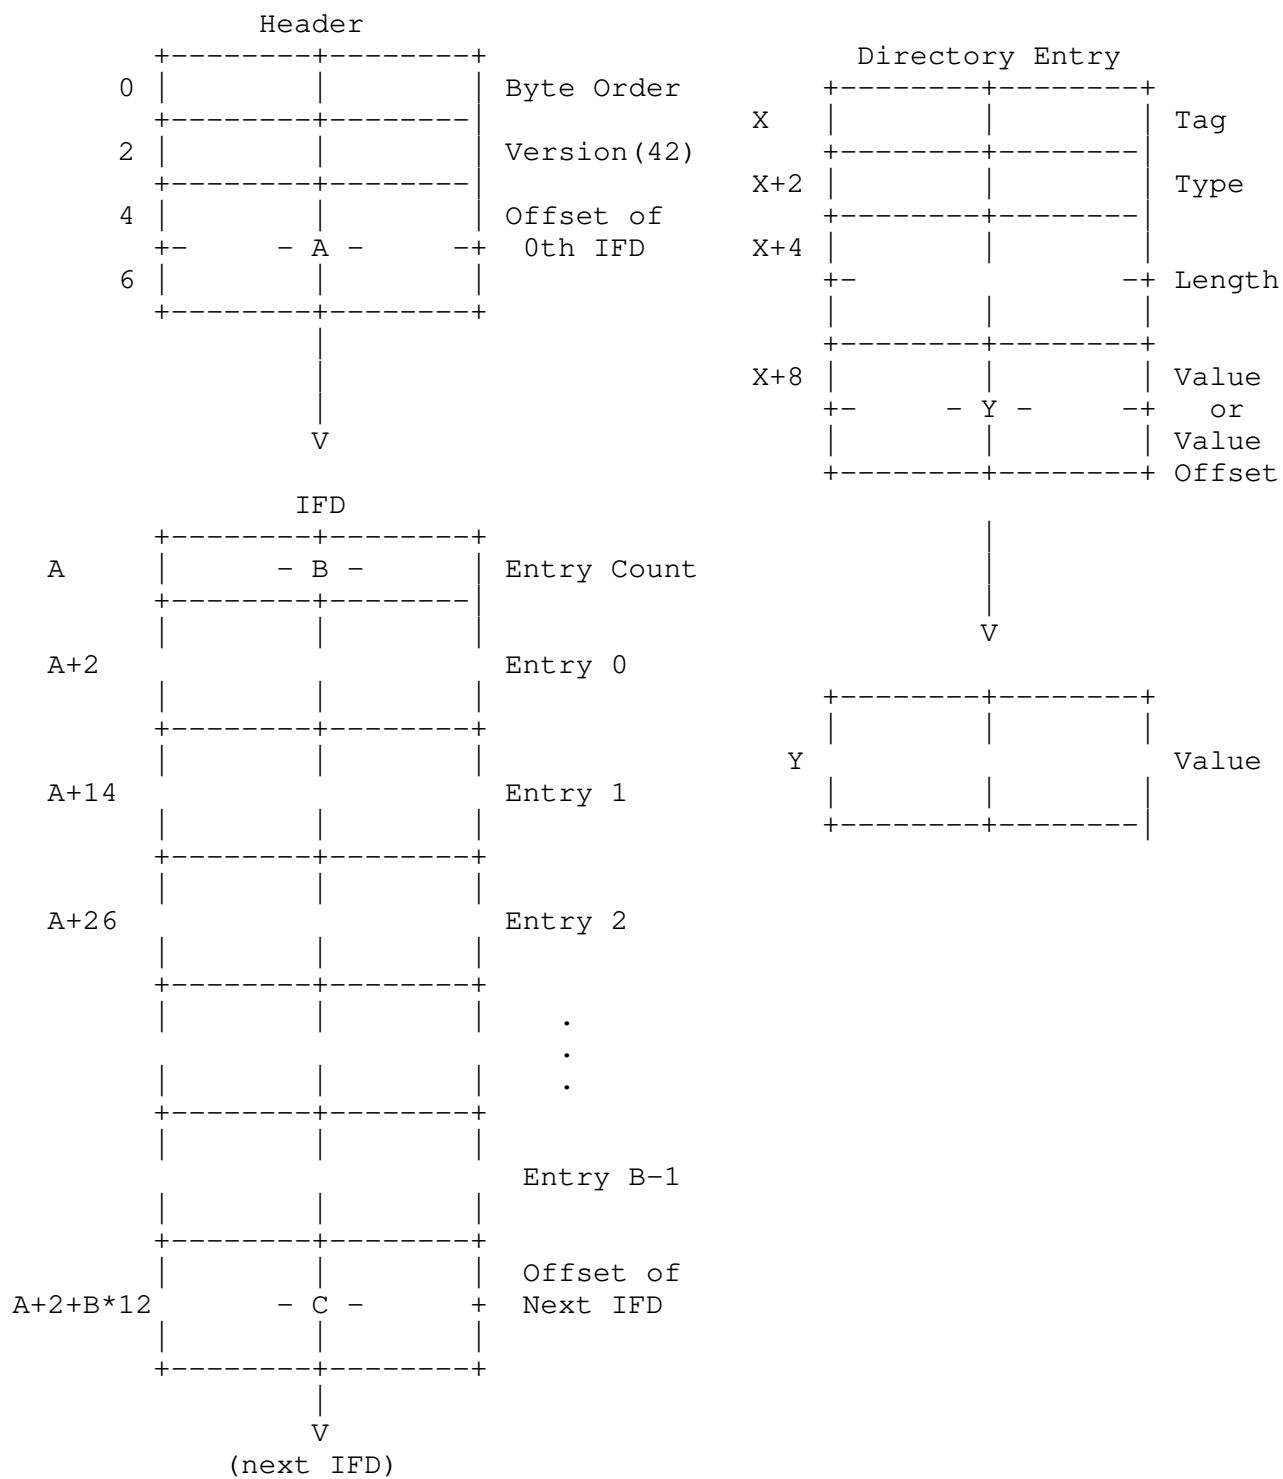 Header
0 Byte Order
2 Version(42)
4 Offset of
- A - 0th IFD
6
V
IFD
A - B - Entry Count
A+2 Entry 0
A+14 Entry 1
A+26 Entry 2
.
.
.
Entry B-1
Offset of
A+2+B*12 - C - Next IFD
V
(next IFD)
Directory Entry
X Tag
X+2 Type
X+4
Length
X+8 Value
- Y - or
Value
Offset
V
Y Value